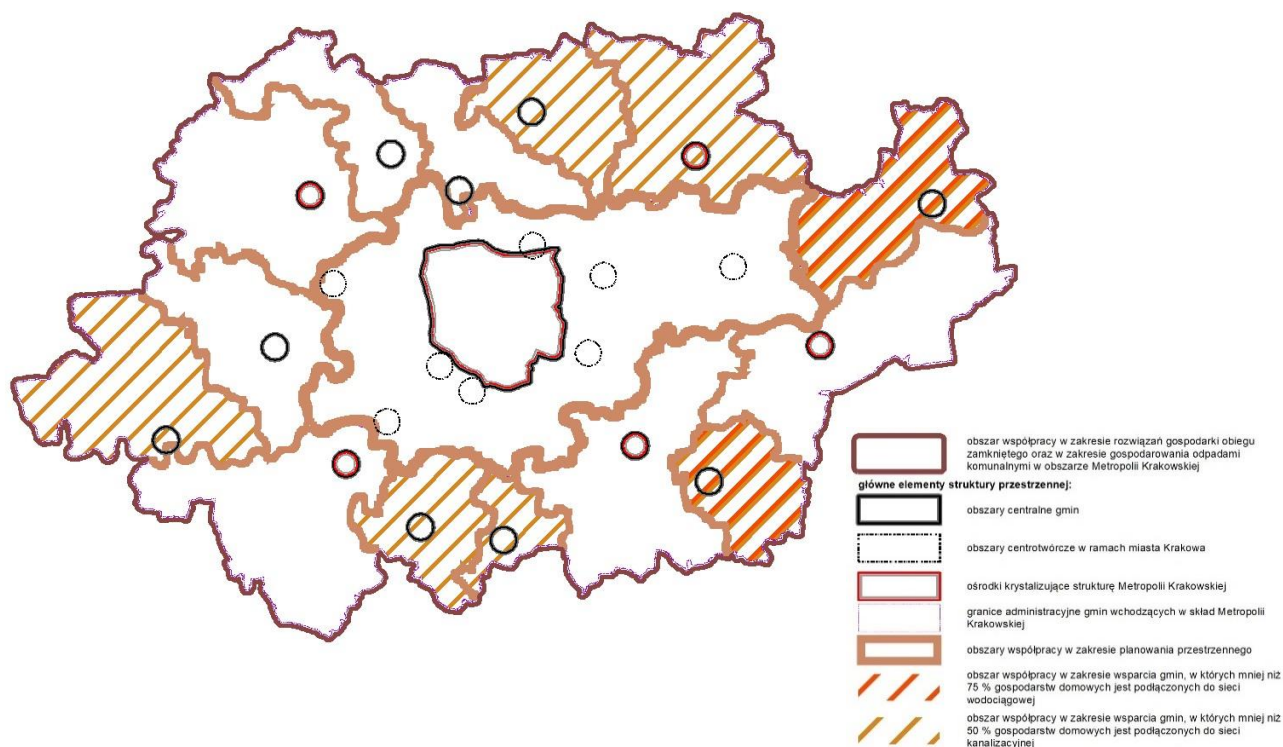 obszar współpracy w zakresie rozwiązań gospodarki obiegu
zamkniętego oraz w zakresie gospodarowania odpadami
komunalnymi w obszarze Metropolii Krakowskiej
główne elementy struktury przestrzennej:
obszary centralne gmin
obszary centrotwórcze w ramach miasta Krakowa
ośrodki krystalizujące strukturę Metropolii Krakowskiej
granice administracyjne gmin wchodzących w skład Metropolii
Krakowskiej
obszary współpracy w zakresie planowania przestrzennego
obszar współpracy w zakresie wsparcia gmin, w których mniej niż
75 % gospodarstw domowych jest podłączonych do sieci
wodociągowej
obszar współpracy w zakresie wsparcia gmin, w których mniej niż
50 % gospodarstw domowych jest podłączonych do sieci
kanalizacyjnej